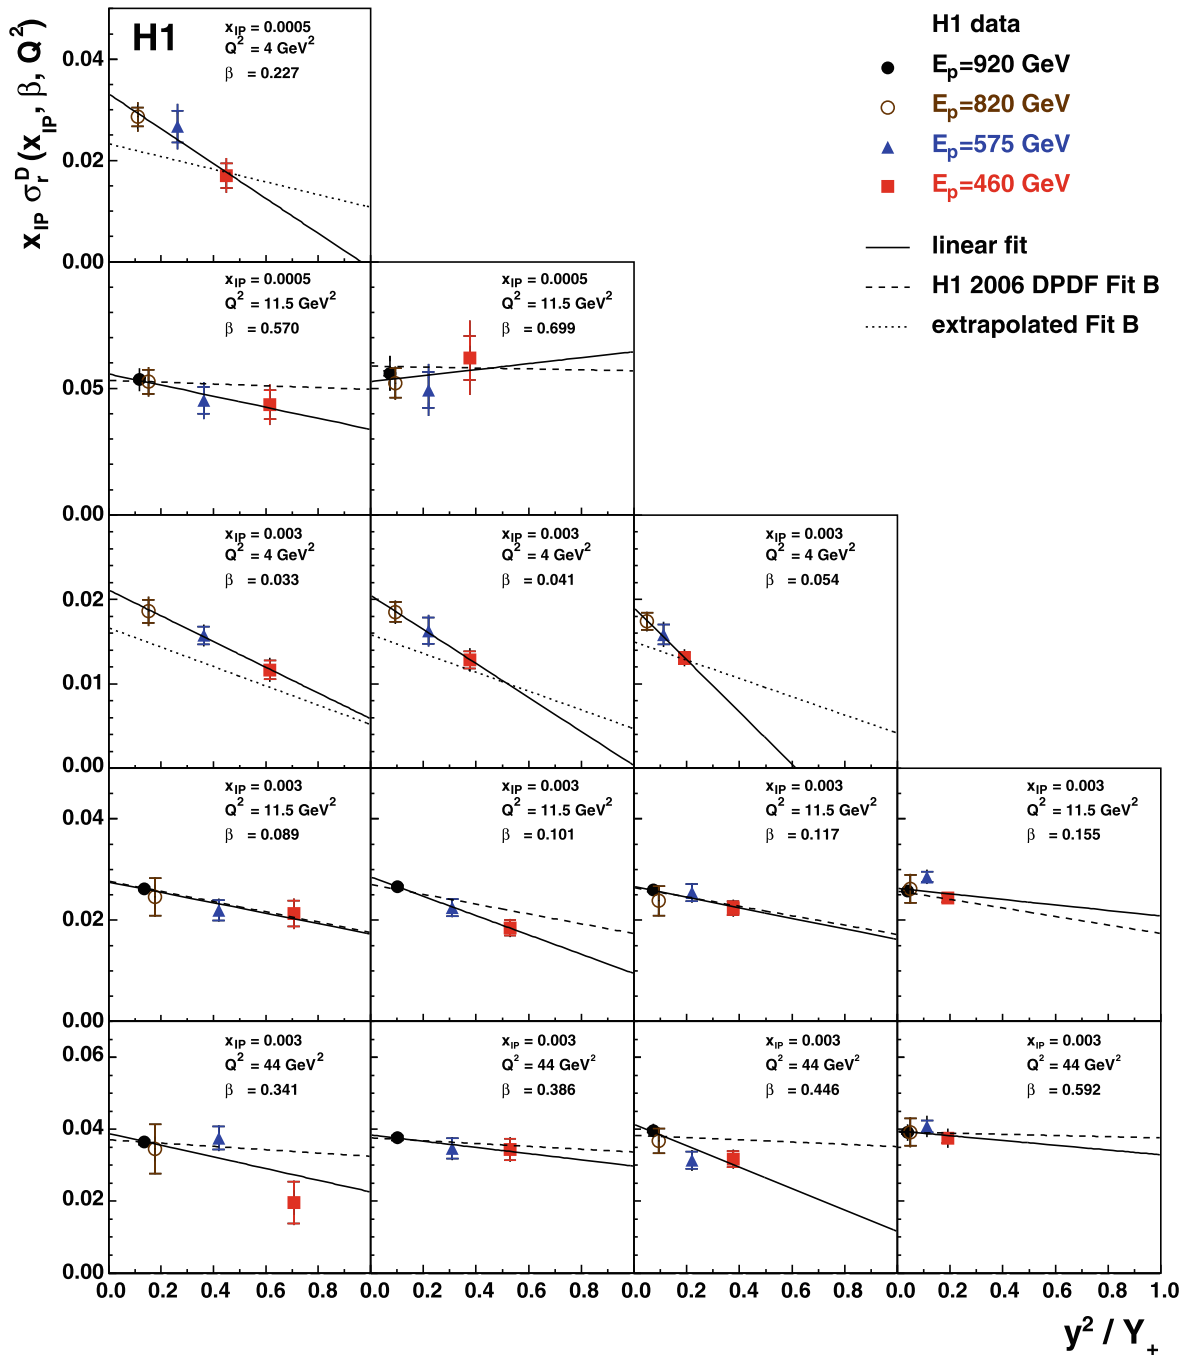 x_IP σ_r^D (x_IP, β, Q²)
H1
x_IP = 0.0005
Q² = 4 GeV²
β = 0.227
H1 data
E_p=920 GeV
E_p=820 GeV
E_p=575 GeV
E_p=460 GeV
linear fit
H1 2006 DPDF Fit B
extrapolated Fit B
0.04
0.02
0.00
x_IP = 0.0005
Q² = 11.5 GeV²
β = 0.570
x_IP = 0.0005
Q² = 11.5 GeV²
β = 0.699
0.05
0.00
x_IP = 0.003
Q² = 4 GeV²
β = 0.033
x_IP = 0.003
Q² = 4 GeV²
β = 0.041
x_IP = 0.003
Q² = 4 GeV²
β = 0.054
0.02
0.01
0.00
x_IP = 0.003
Q² = 11.5 GeV²
β = 0.089
x_IP = 0.003
Q² = 11.5 GeV²
β = 0.101
x_IP = 0.003
Q² = 11.5 GeV²
β = 0.117
x_IP = 0.003
Q² = 11.5 GeV²
β = 0.155
0.04
0.02
0.00
x_IP = 0.003
Q² = 44 GeV²
β = 0.341
x_IP = 0.003
Q² = 44 GeV²
β = 0.386
x_IP = 0.003
Q² = 44 GeV²
β = 0.446
x_IP = 0.003
Q² = 44 GeV²
β = 0.592
0.06
0.04
0.02
0.00
0.0 0.2 0.4 0.6 0.8 0.0 0.2 0.4 0.6 0.8 0.0 0.2 0.4 0.6 0.8 0.0 0.2 0.4 0.6 0.8 1.0
y² / Y₊